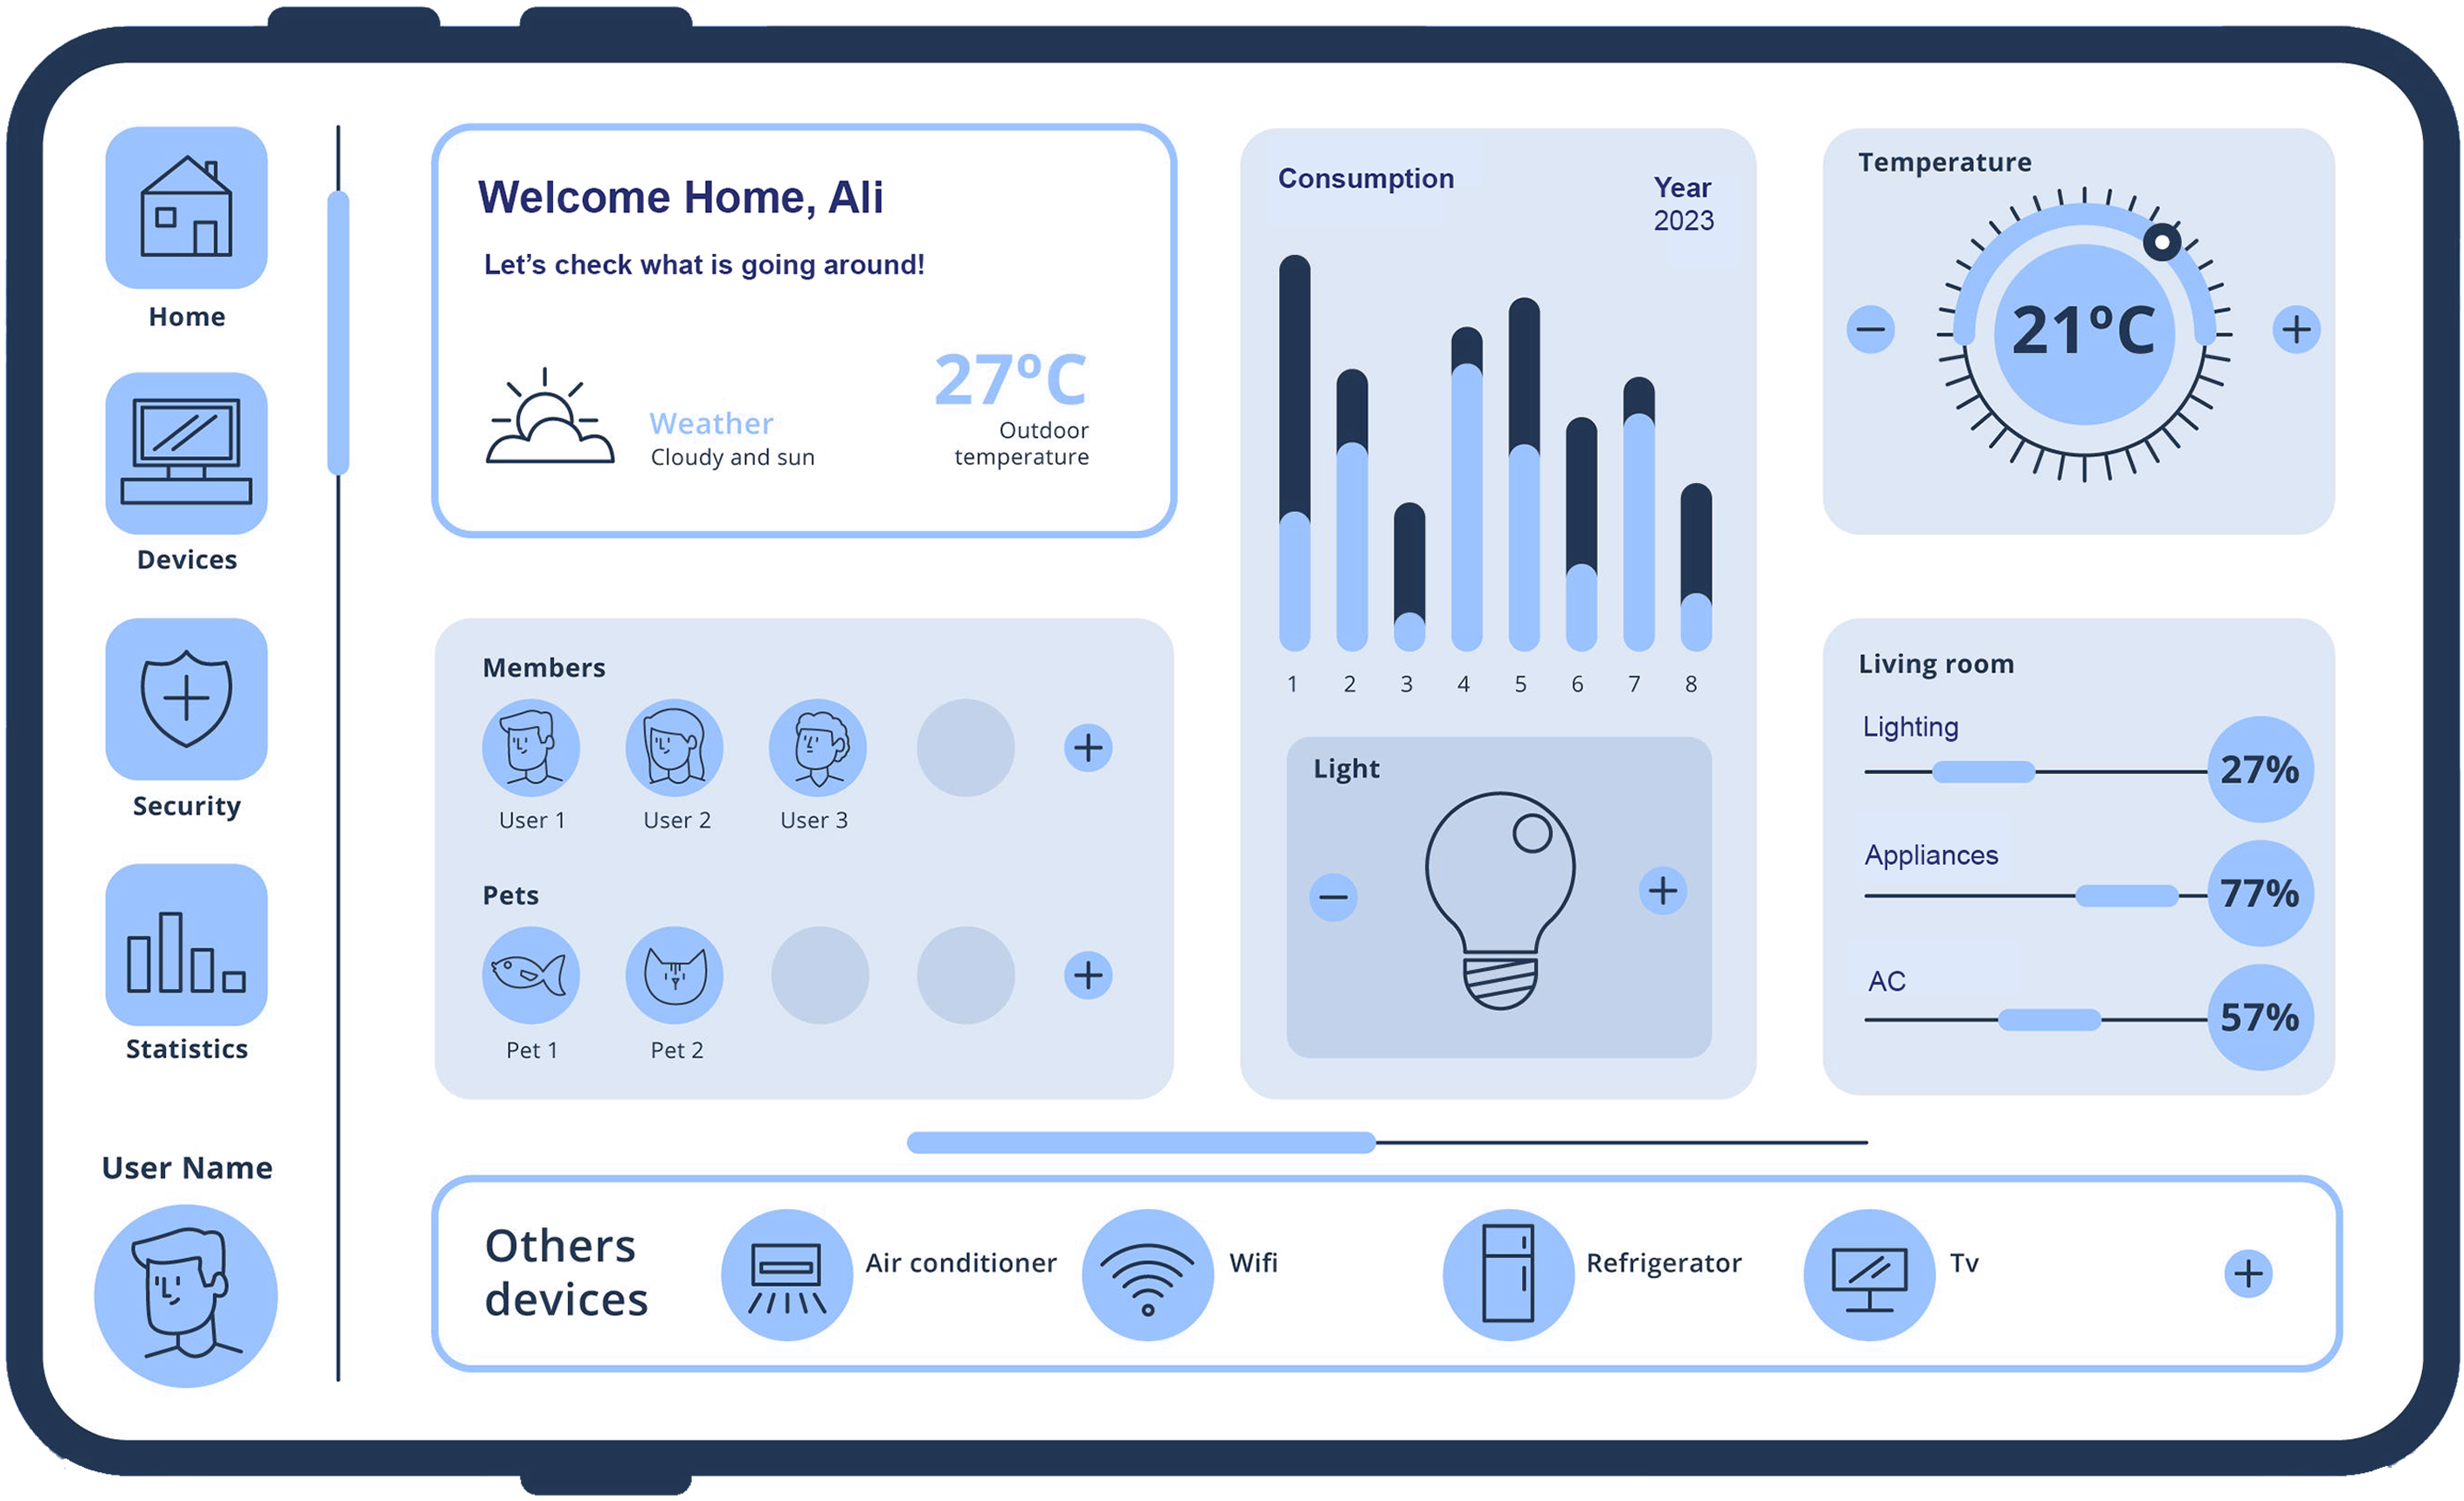 Home
Devices
Security
Statistics
User Name
Welcome Home, Ali
Let's check what is going around!
Weather
Cloudy and sun
27ºC
Outdoor
temperature
Members
User 1
User 2
User 3
Pets
Pet 1
Pet 2
Consumption
Year
2023
1 2 3 4 5 6 7 8
Light
Temperature
21ºC
Living room
Lighting
27%
Appliances
77%
AC
57%
Others
devices
Air conditioner
Wifi
Refrigerator
Tv